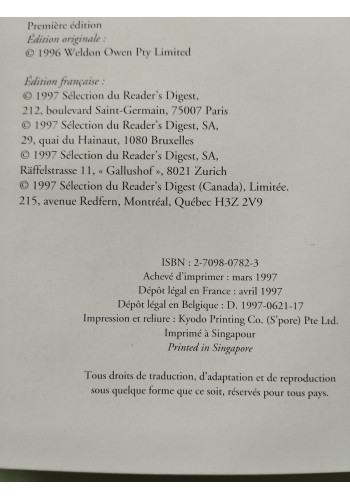 Première édition
Édition originale :
© 1996 Weldon Owen Pty Limited
Édition française :
© 1997 Sélection du Reader's Digest,
212, boulevard Saint-Germain, 75007 Paris
© 1997 Sélection du Reader's Digest, SA,
29, quai du Hainaut, 1080 Bruxelles
© 1997 Sélection du Reader's Digest, SA,
Räffelstrasse 11, « Gallushof », 8021 Zurich
© 1997 Sélection du Reader's Digest (Canada), Limitée.
215, avenue Redfern, Montréal, Québec H3Z 2V9
ISBN : 2-7098-0782-3
Achevé d'imprimer : mars 1997
Dépôt légal en France : avril 1997
Dépôt légal en Belgique : D. 1997-0621-17
Impression et reliure : Kyodo Printing Co. (S'pore) Pte Ltd.
Imprimé à Singapour
Printed in Singapore
Tous droits de traduction, d'adaptation et de reproduction
sous quelque forme que ce soit, réservés pour tous pays.